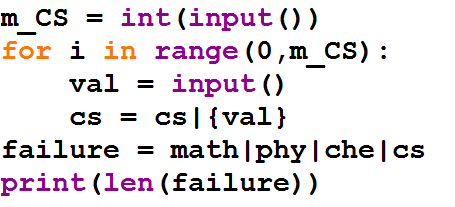 m_CS = int(input())
for i in range(0,m_CS):
    val = input()
    cs = cs|{val}
failure = math|phy|che|cs
print(len(failure))